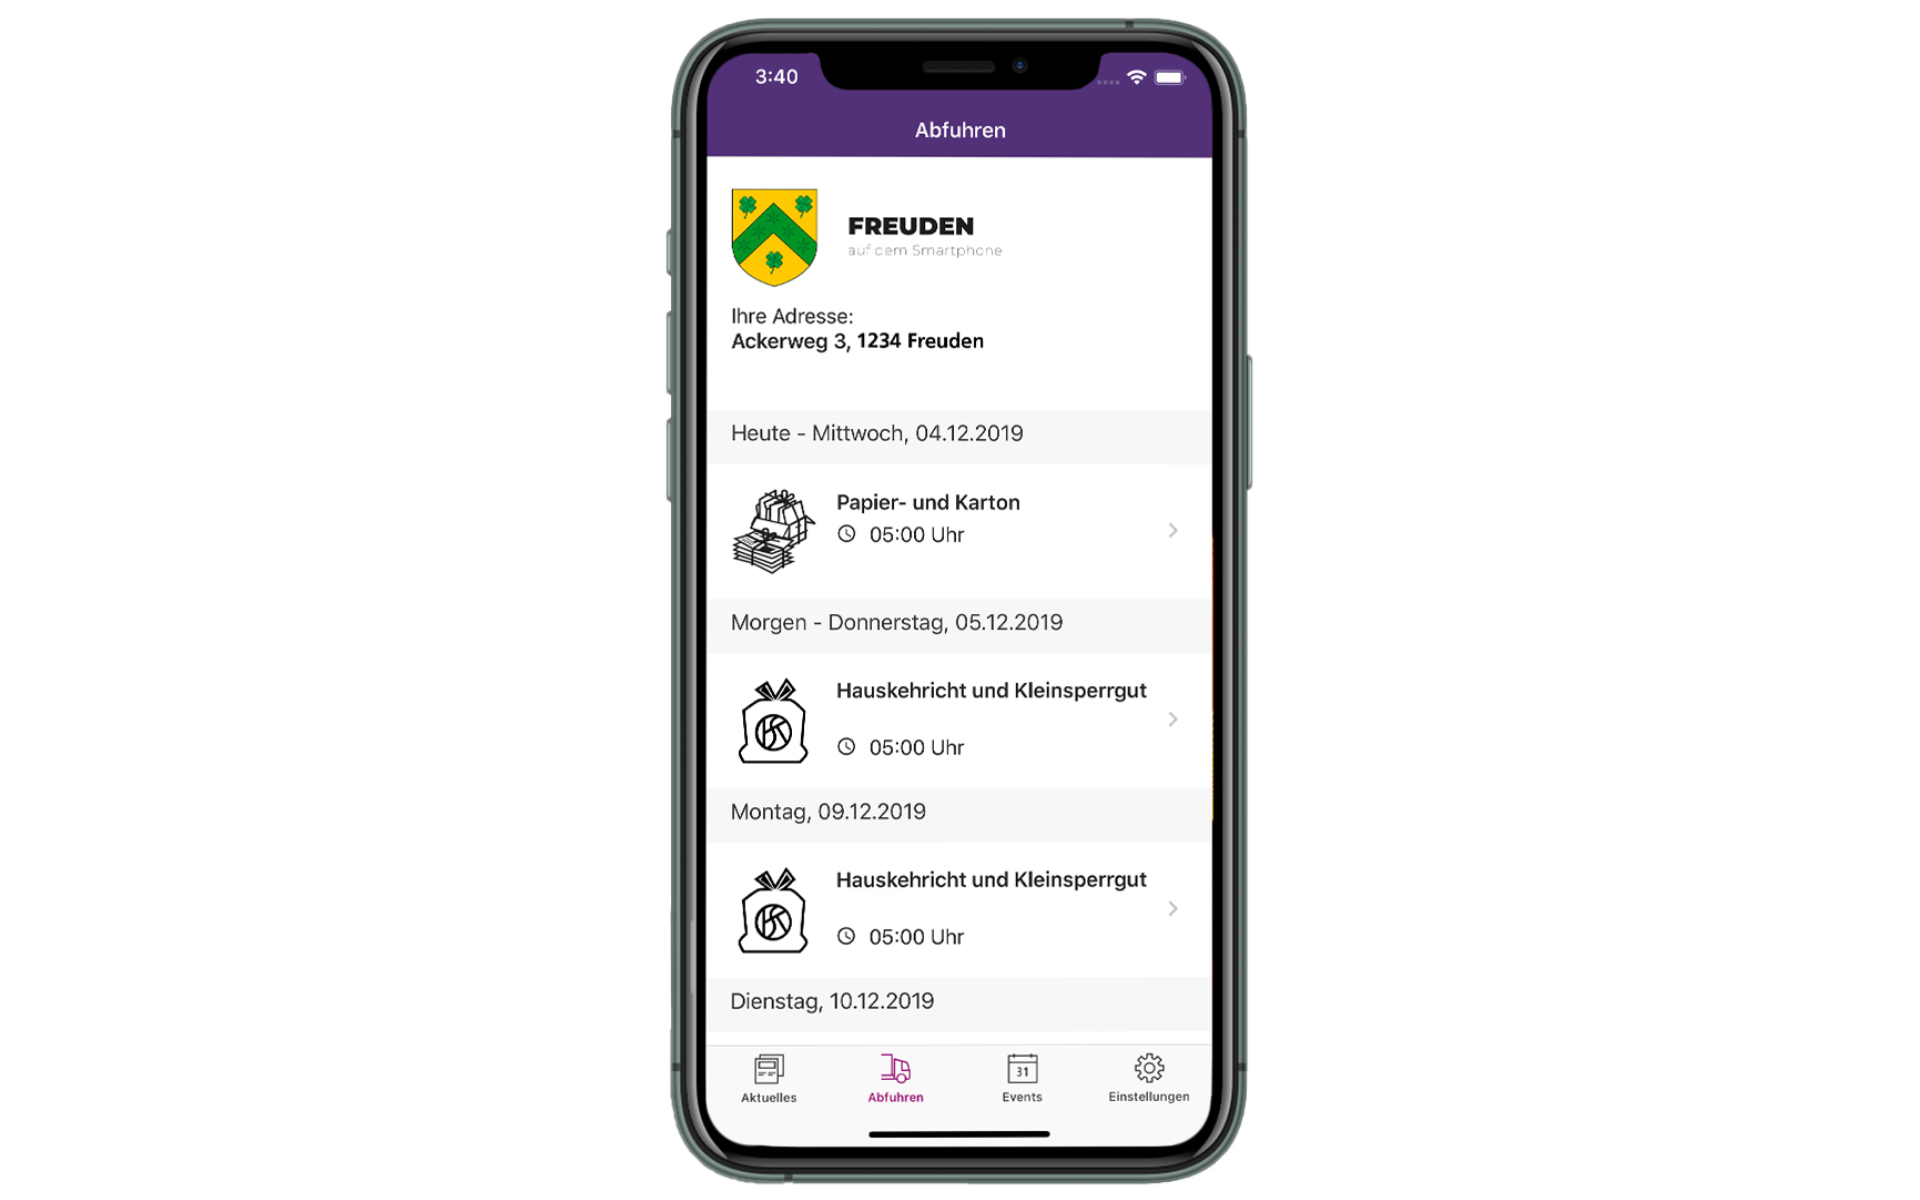 3:40
Abfuhren
FREUDEN
auf dem Smartphone
Ihre Adresse:
Ackerweg 3, 1234 Freuden
Heute - Mittwoch, 04.12.2019
Papier- und Karton
05:00 Uhr
Morgen - Donnerstag, 05.12.2019
Hauskehricht und Kleinsperrgut
05:00 Uhr
Montag, 09.12.2019
Hauskehricht und Kleinsperrgut
05:00 Uhr
Dienstag, 10.12.2019
31
Aktuelles Abfuhren Events Einstellungen